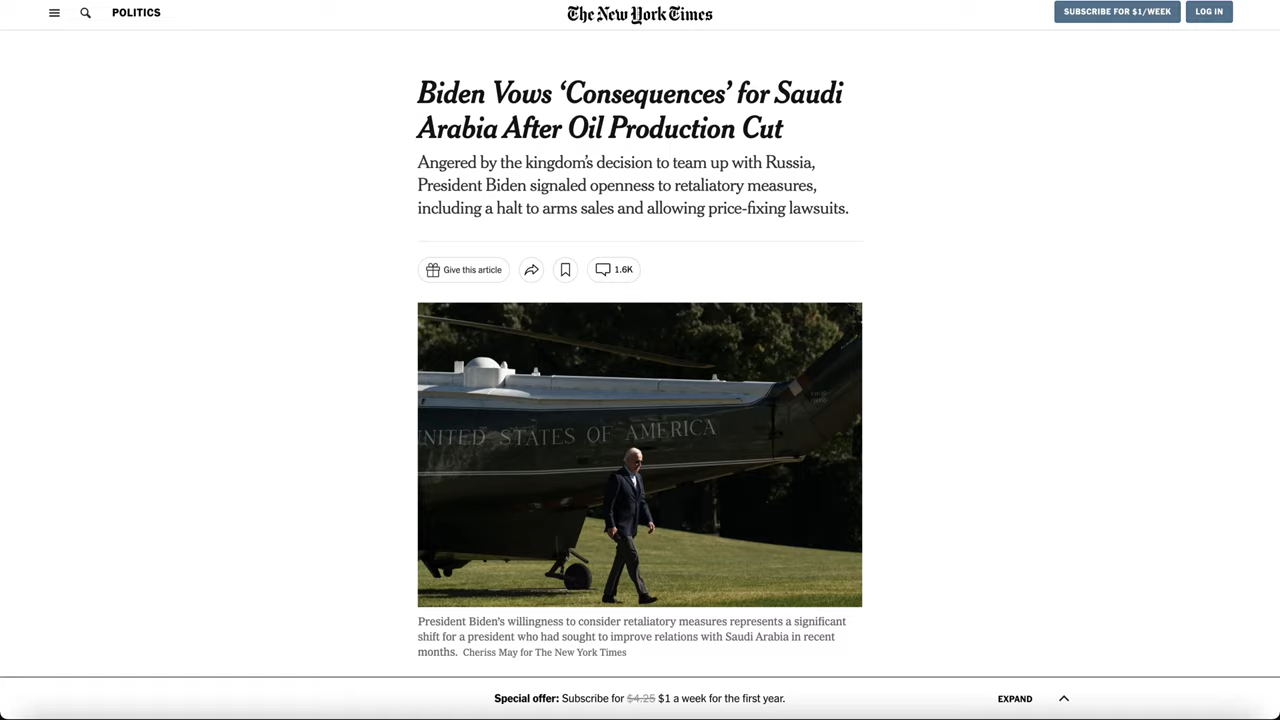 POLITICS
The New York Times
SUBSCRIBE FOR $1/WEEK
LOG IN
Biden Vows ‘Consequences’ for Saudi
Arabia After Oil Production Cut
Angered by the kingdom’s decision to team up with Russia,
President Biden signaled openness to retaliatory measures,
including a halt to arms sales and allowing price-fixing lawsuits.
Give this article
1.6K
UNITED STATES OF AMERICA
President Biden’s willingness to consider retaliatory measures represents a significant
shift for a president who had sought to improve relations with Saudi Arabia in recent
months. Cheriss May for The New York Times
Special offer: Subscribe for $4.25 $1 a week for the first year.
EXPAND